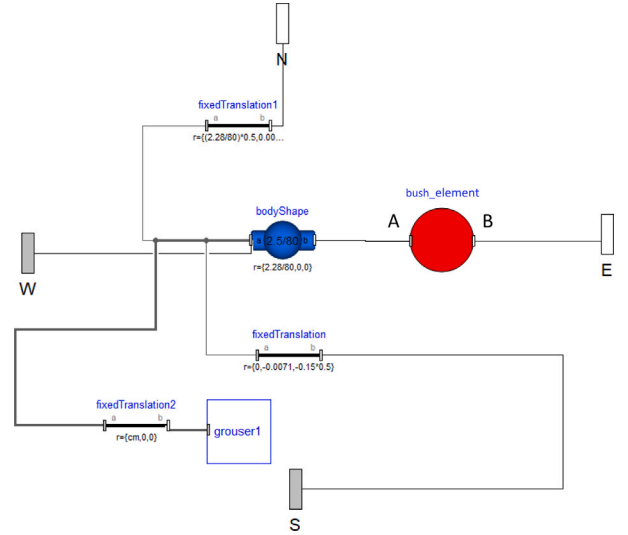 N
fixedTranslation1
a b
r={(2.28/80)*0.5,0.00...
bush_element
bodyShape
A B
a 2.5/80 b
W
E
r={2.28/80,0,0}
fixedTranslation
a b
r={0,-0.0071,-0.15*0.5}
fixedTranslation2
a b
grouser1
r={cm,0,0}
S